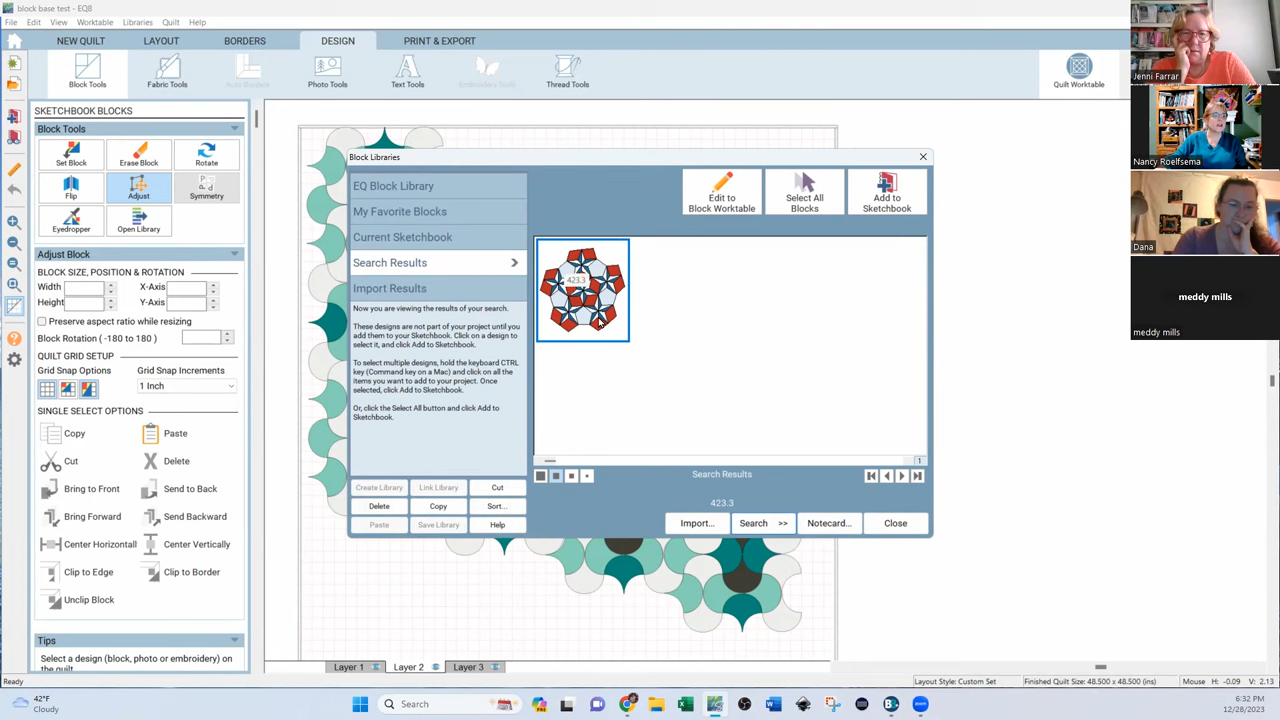 block base test - EQ8
File Edit View Worktable Libraries Quilt Help
NEW QUILT LAYOUT BORDERS DESIGN PRINT & EXPORT
Block Tools Fabric Tools Auto Borders Photo Tools Text Tools Embroidery Tools Thread Tools Quilt Worktable
SKETCHBOOK BLOCKS
Block Tools
Set Block Erase Block Rotate
Flip Adjust Symmetry
Eyedropper Open Library
Adjust Block
BLOCK SIZE, POSITION & ROTATION
Width X-Axis
Height Y-Axis
Preserve aspect ratio while resizing
Block Rotation (-180 to 180 )
QUILT GRID SETUP
Grid Snap Options Grid Snap Increments
1 Inch
SINGLE SELECT OPTIONS
Copy Paste
Cut Delete
Bring to Front Send to Back
Bring Forward Send Backward
Center Horizontall Center Vertically
Clip to Edge Clip to Border
Unclip Block
Tips
Select a design (block, photo or embroidery) on
Block Libraries
EQ Block Library
My Favorite Blocks
Current Sketchbook
Search Results
Import Results
Now you are viewing the results of your search.
These designs are not part of your project until you
add them to your Sketchbook. Click on a design to
select it, and click Add to Sketchbook.
To select multiple designs, hold the keyboard CTRL
key (Command key on a Mac) and click on all the
items you want to add to your project. Once
selected, click Add to Sketchbook.
Or, click the Select All button and click Add to
Sketchbook.
Create Library Link Library Cut
Delete Copy Sort...
Paste Save Library Help
Edit to
Block Worktable
Select All
Blocks
Add to
Sketchbook
423.3
1
Search Results
423.3
Import... Search >> Notecard... Close
Layer 1 Layer 2 Layer 3
Ready
Layout Style: Custom Set Finished Quilt Size: 48.500 x 48.500 (ins) Mouse H: -0.09 V: 2.13
42°F
Cloudy
Search
6:32 PM
12/28/2023
Jenni Farrar
Nancy Roelfsema
Dana
meddy mills
meddy mills